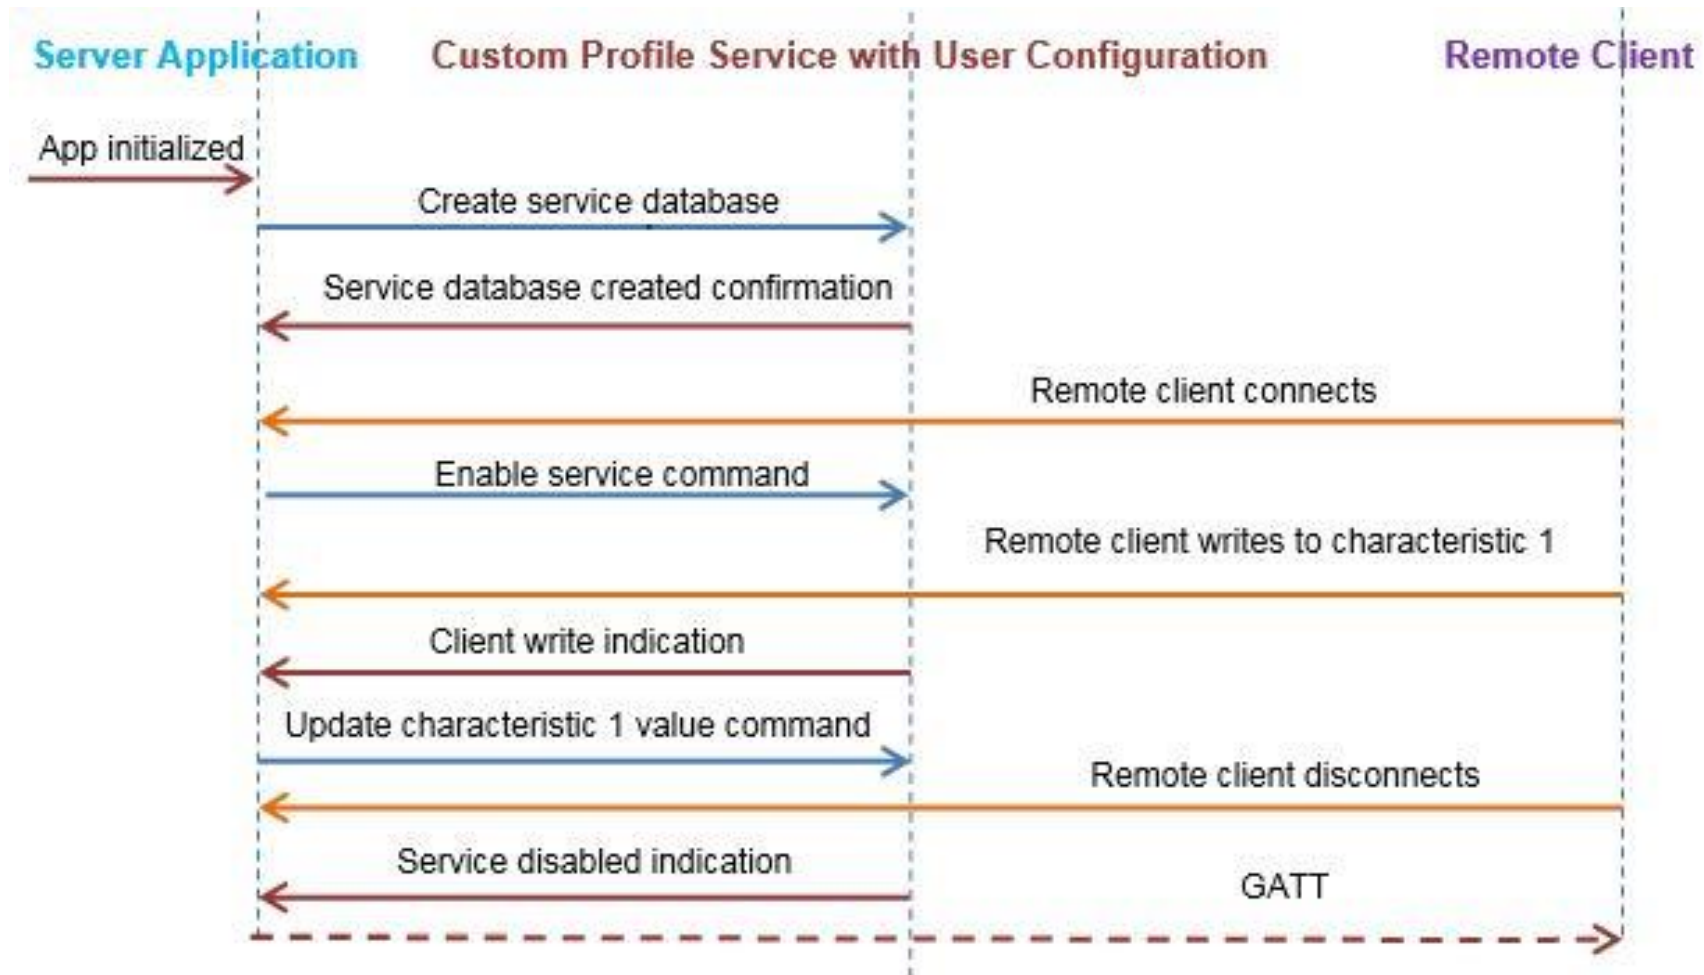 Server Application
Custom Profile Service with User Configuration
Remote Client
App initialized
Create service database
Service database created confirmation
Remote client connects
Enable service command
Remote client writes to characteristic 1
Client write indication
Update characteristic 1 value command
Remote client disconnects
Service disabled indication
GATT